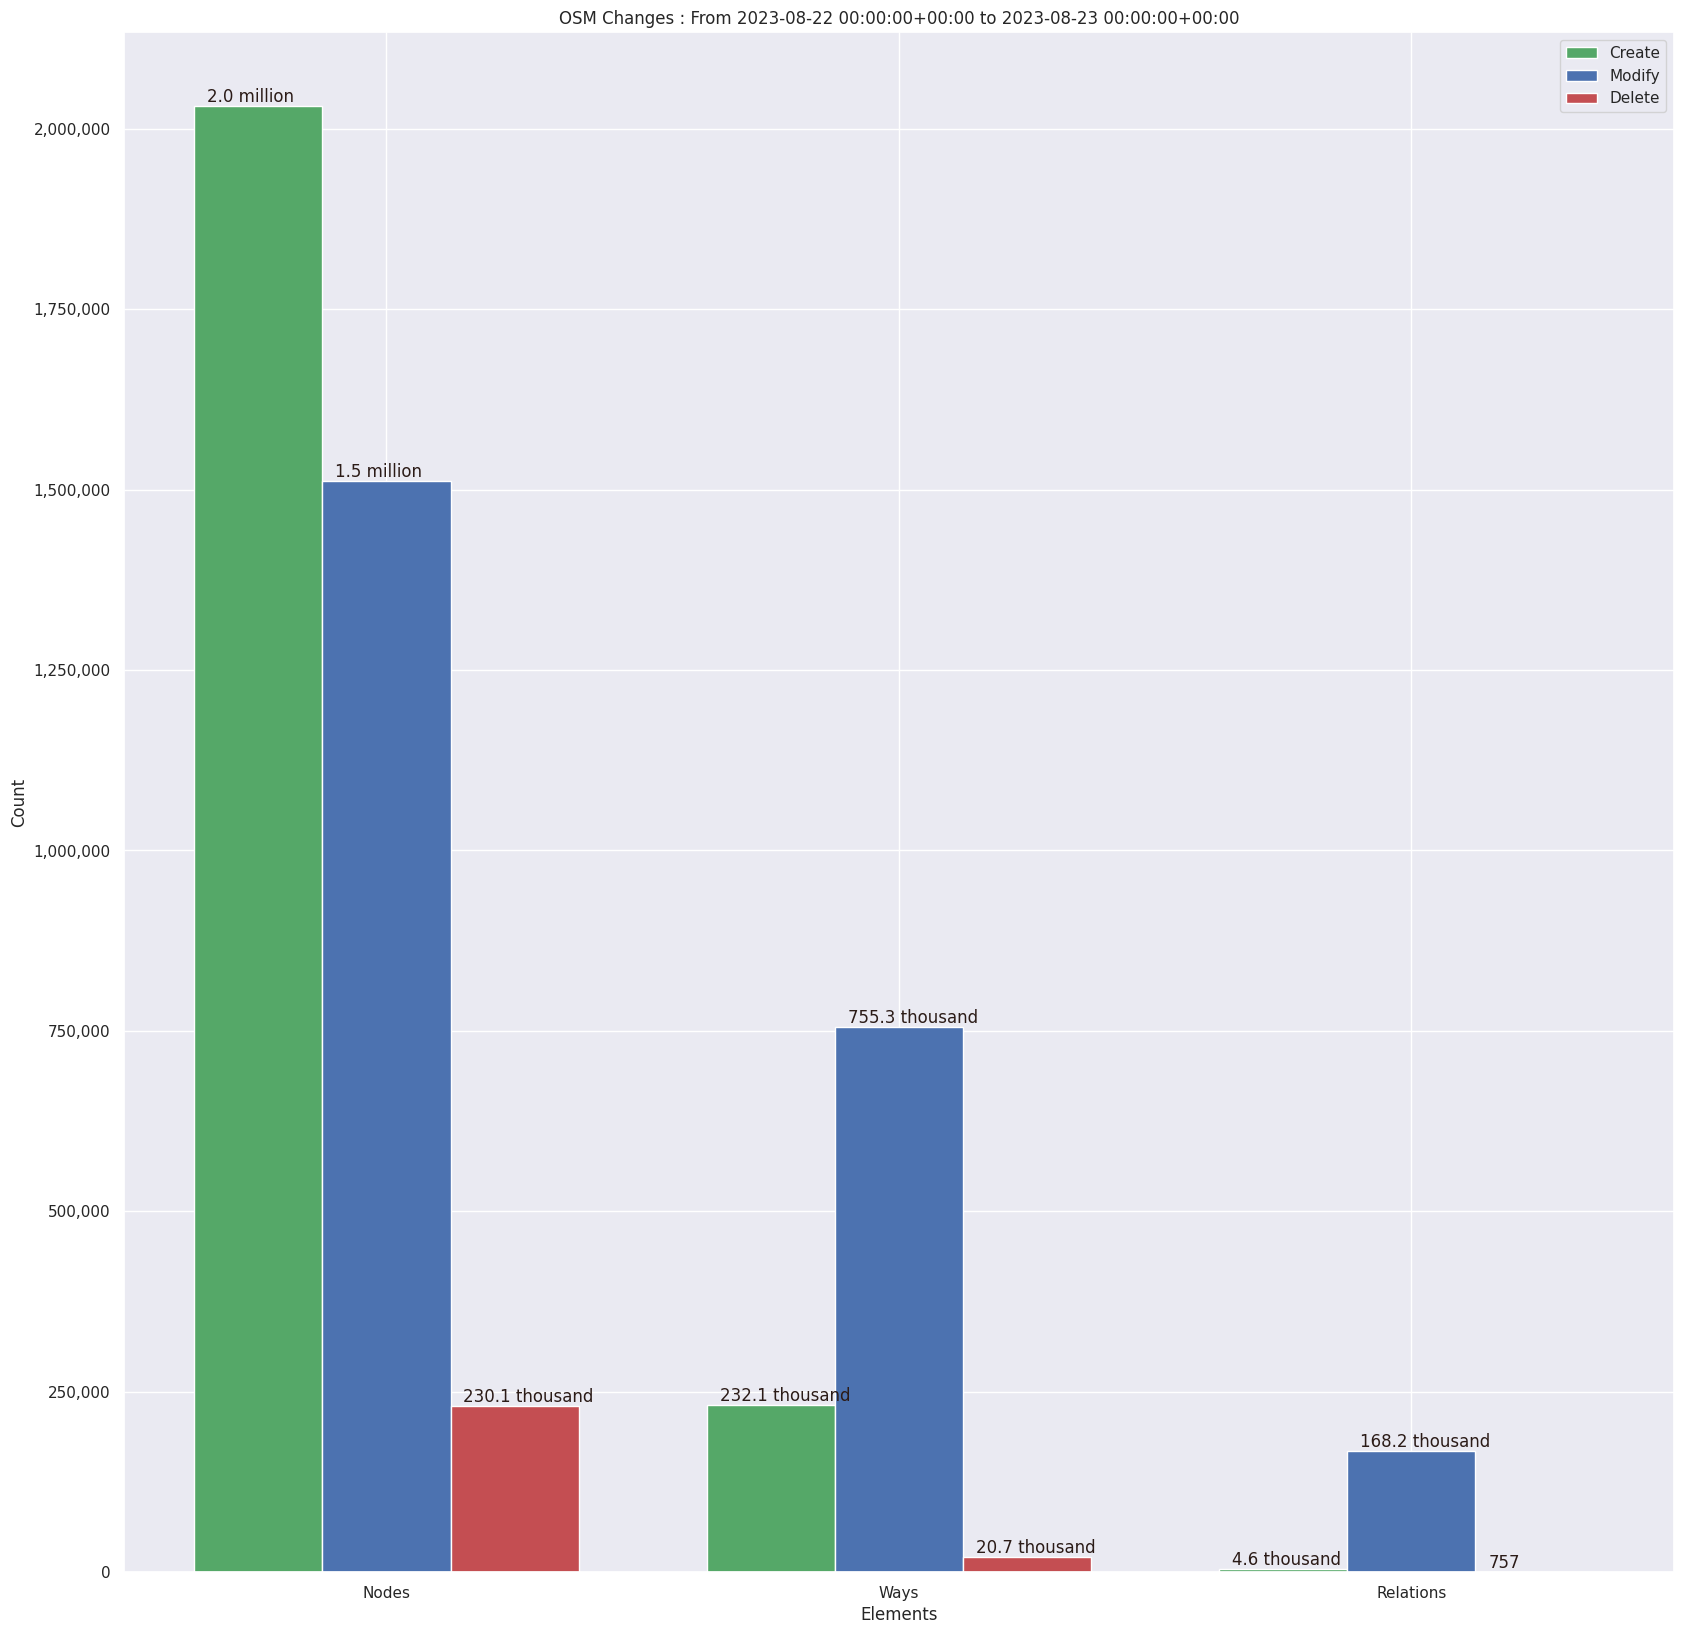 OSM Changes : From 2023-08-22 00:00:00+00:00 to 2023-08-23 00:00:00+00:00
Create
Modify
Delete
2.0 million
2,000,000
1,750,000
1.5 million
1,500,000
1,250,000
Count
1,000,000
755.3 thousand
750,000
500,000
250,000
230.1 thousand
232.1 thousand
168.2 thousand
20.7 thousand
4.6 thousand
757
0
Nodes
Ways
Relations
Elements